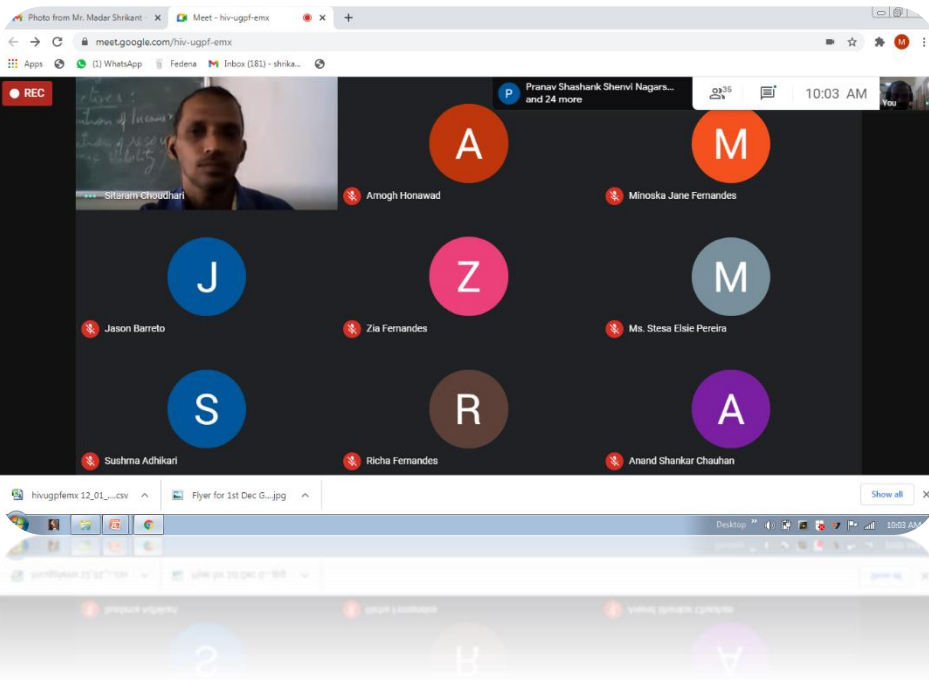 Photo from Mr. Madar Shrikant -
Meet - hiv-ugpf-emx
meet.google.com/hiv-ugpf-emx
M
Apps
(1) WhatsApp
Fedena
Inbox (181) - shrika...
REC
P
Pranav Shashank Shenvi Nagars...
and 24 more
36
10:03 AM
You
Sitaram Choudhari
A
Amogh Honawad
M
Minoska Jane Fernandes
J
Jason Barreto
Z
Zia Fernandes
M
Ms. Stesa Elsie Pereira
S
Sushma Adhikari
R
Richa Fernandes
A
Anand Shankar Chauhan
hivugpfemx 12_01_....csv
Flyer for 1st Dec G....jpg
Show all
Desktop
10:03 AM